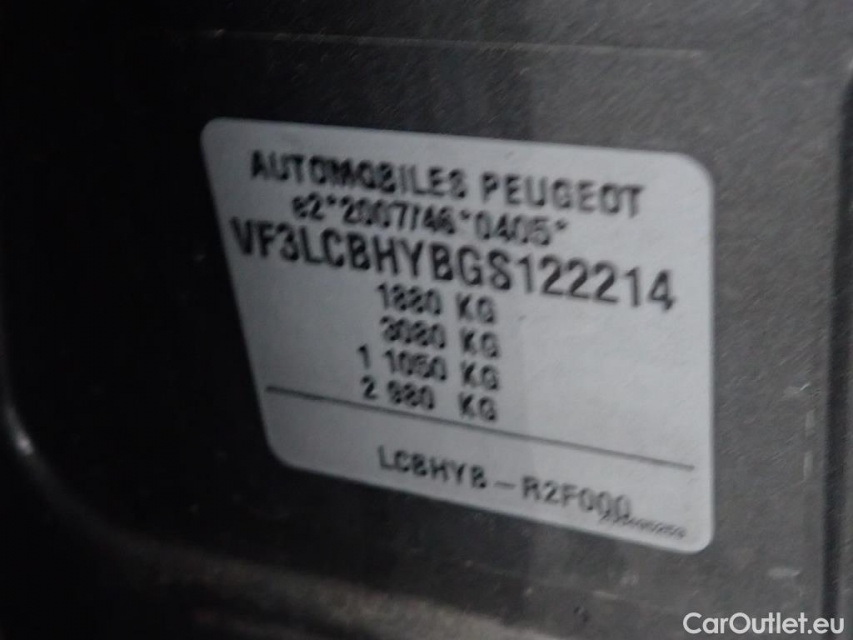 AUTOMOBILES PEUGEOT
e2*2007/46*0405*
VF3LCBHYBGS122214
1880 KG
3080 KG
1 1050 KG
2 980 KG
LCBHYB - R2F000
CarOutlet.eu